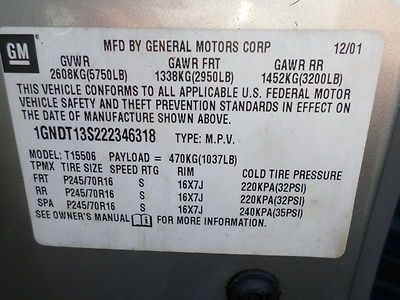 GM
MFD BY GENERAL MOTORS CORP 12/01
GVWR GAWR FRT GAWR RR
2608KG(5750LB) 1338KG(2950LB) 1452KG(3200LB)
THIS VEHICLE CONFORMS TO ALL APPLICABLE U.S. FEDERAL MOTOR
VEHICLE SAFETY AND THEFT PREVENTION STANDARDS IN EFFECT ON
THE DATE OF MANUFACTURE SHOWN ABOVE.
1GNDT13S222346318 TYPE: M.P.V.
MODEL: T15506 PAYLOAD = 470KG(1037LB)
TPMX TIRE SIZE SPEED RTG RIM COLD TIRE PRESSURE
FRT P245/70R16 S 16X7J 220KPA(32PSI)
RR P245/70R16 S 16X7J 220KPA(32PSI)
SPA P245/70R16 S 16X7J 240KPA(35PSI)
SEE OWNER'S MANUAL FOR MORE INFORMATION.